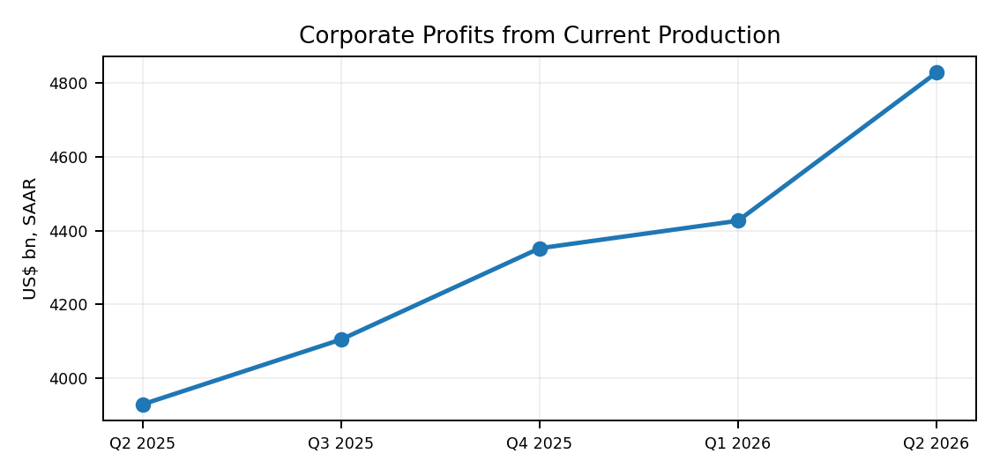 Corporate Profits from Current Production
US$ bn, SAAR
4800
4600
4400
4200
4000
Q2 2025
Q3 2025
Q4 2025
Q1 2026
Q2 2026